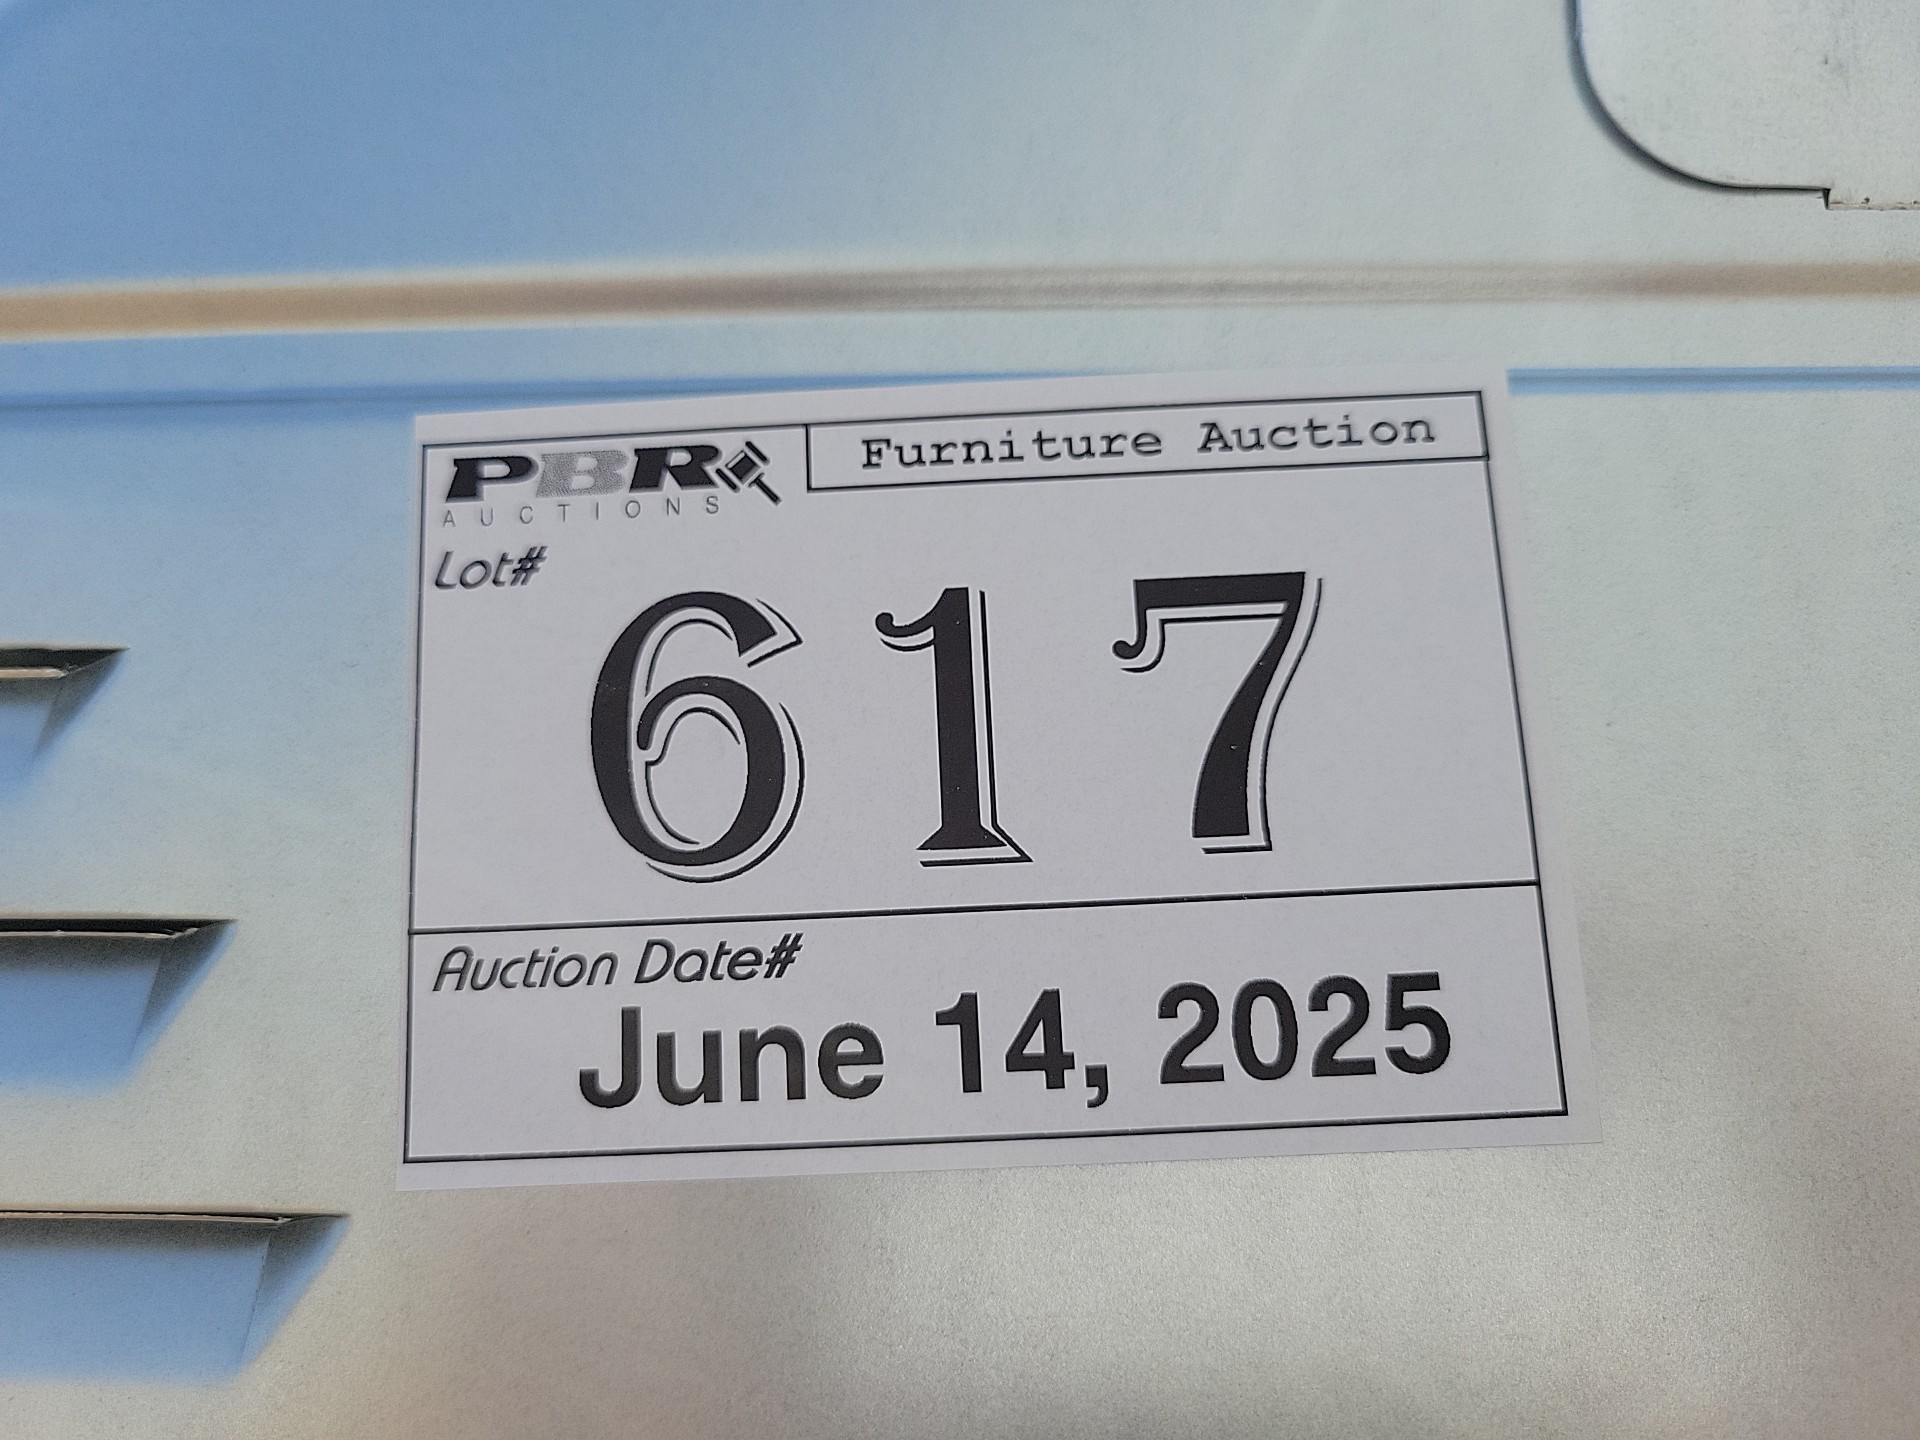 PBR
AUCTIONS
Furniture Auction
Lot#
617
Auction Date#
June 14, 2025